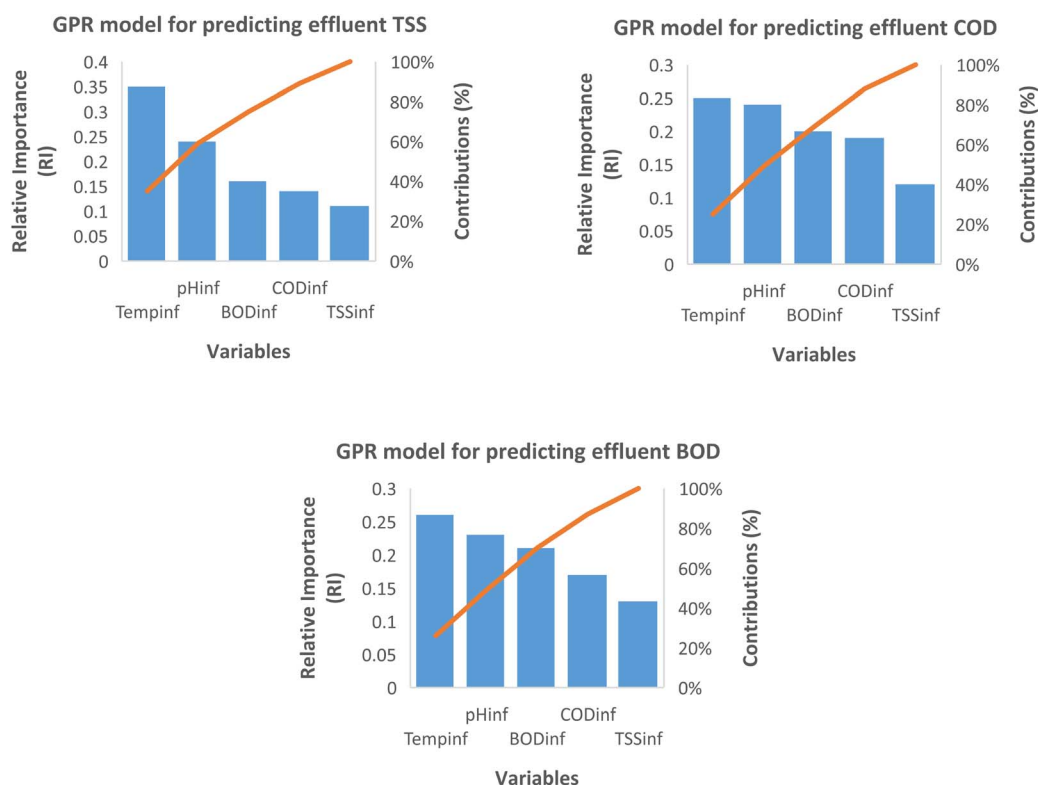 GPR model for predicting effluent TSS
Relative Importance
(RI)
0.4
0.35
0.3
0.25
0.2
0.15
0.1
0.05
0
100%
80%
60%
40%
20%
0%
Contributions (%)
pHinf CODinf
Tempinf BODinf TSSinf
Variables
GPR model for predicting effluent COD
Relative Importance
(RI)
0.3
0.25
0.2
0.15
0.1
0.05
0
100%
80%
60%
40%
20%
0%
Contributions (%)
pHinf CODinf
Tempinf BODinf TSSinf
Variables
GPR model for predicting effluent BOD
Relative Importance
(RI)
0.3
0.25
0.2
0.15
0.1
0.05
0
100%
80%
60%
40%
20%
0%
Contributions (%)
pHinf CODinf
Tempinf BODinf TSSinf
Variables